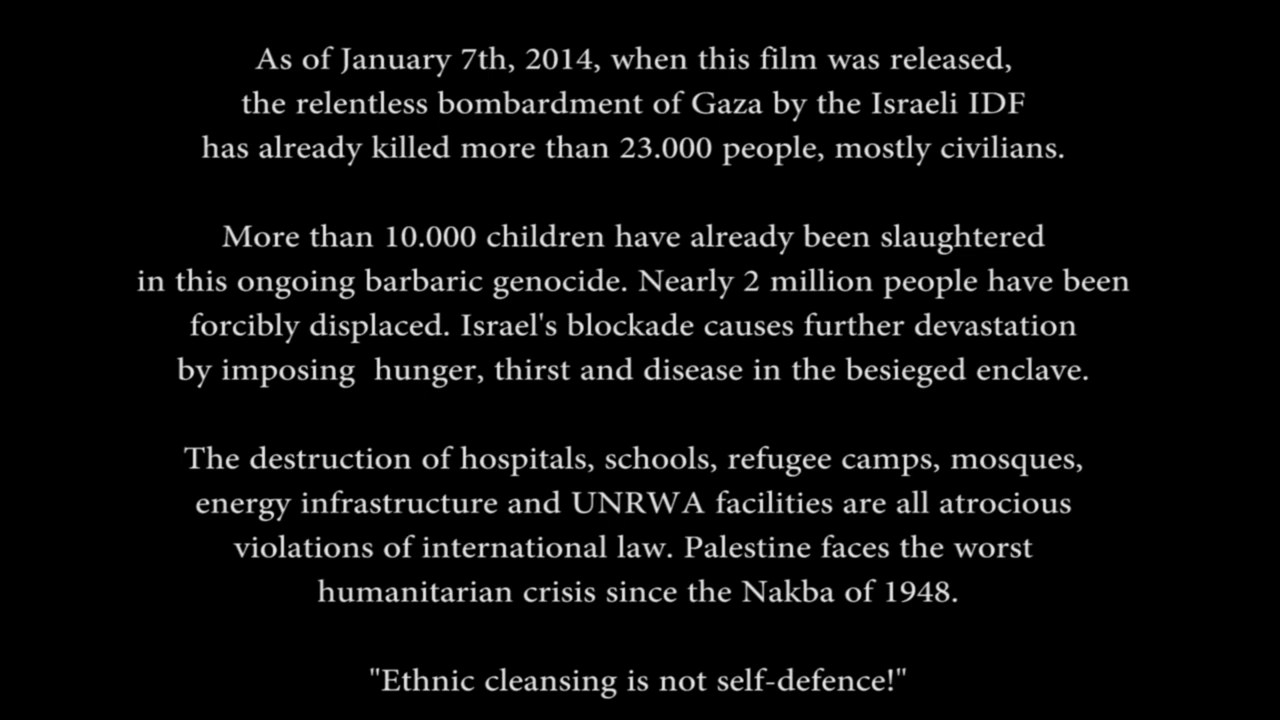 As of January 7th, 2014, when this film was released,
the relentless bombardment of Gaza by the Israeli IDF
has already killed more than 23.000 people, mostly civilians.
More than 10.000 children have already been slaughtered
in this ongoing barbaric genocide. Nearly 2 million people have been
forcibly displaced. Israel's blockade causes further devastation
by imposing  hunger, thirst and disease in the besieged enclave.
The destruction of hospitals, schools, refugee camps, mosques,
energy infrastructure and UNRWA facilities are all atrocious
violations of international law. Palestine faces the worst
humanitarian crisis since the Nakba of 1948.
"Ethnic cleansing is not self-defence!"